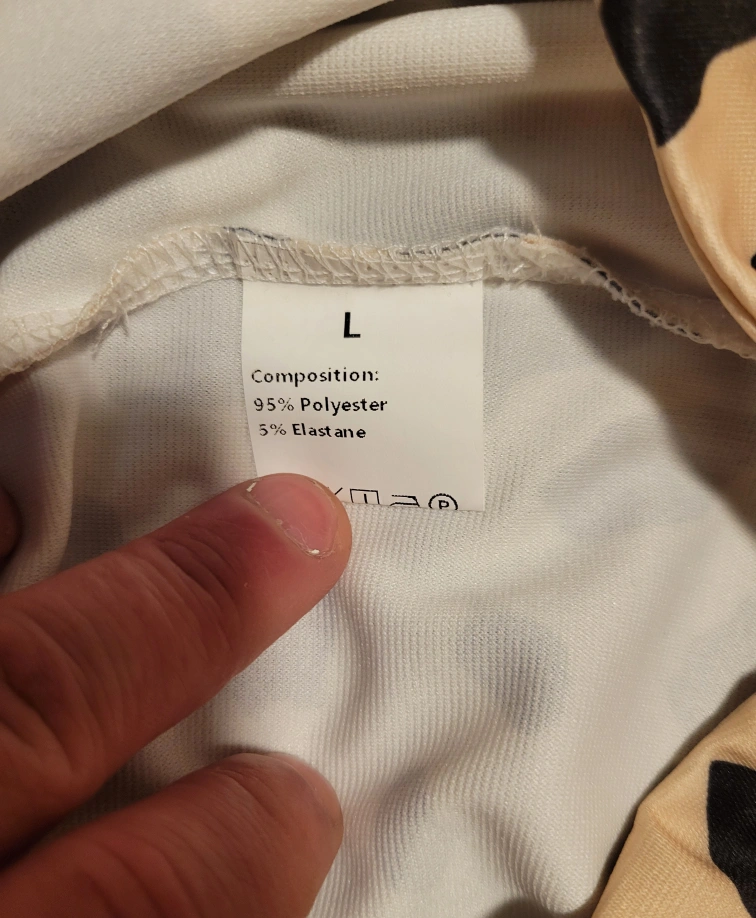 L
Composition:
95% Polyester
5% Elastane
P